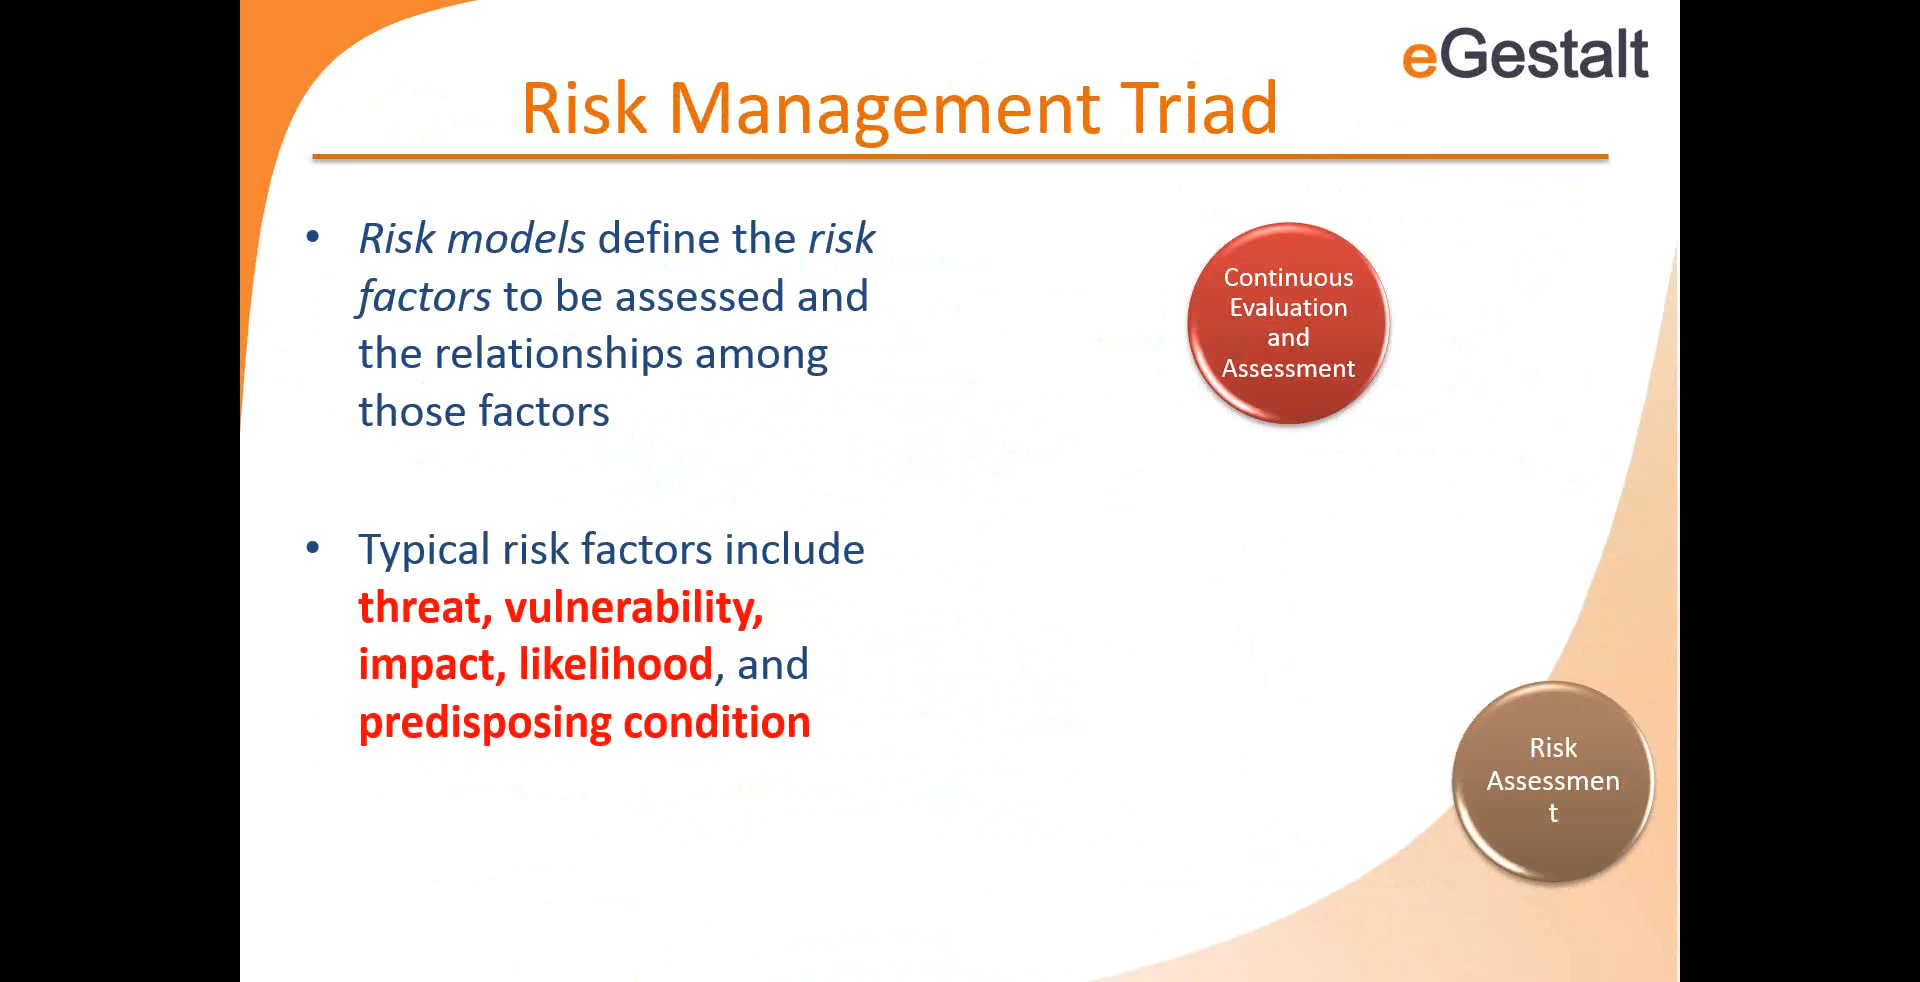 eGestalt
Risk Management Triad
• Risk models define the risk
factors to be assessed and
the relationships among
those factors
• Typical risk factors include
threat, vulnerability,
impact, likelihood, and
predisposing condition
Continuous
Evaluation
and
Assessment
Risk
Assessmen
t